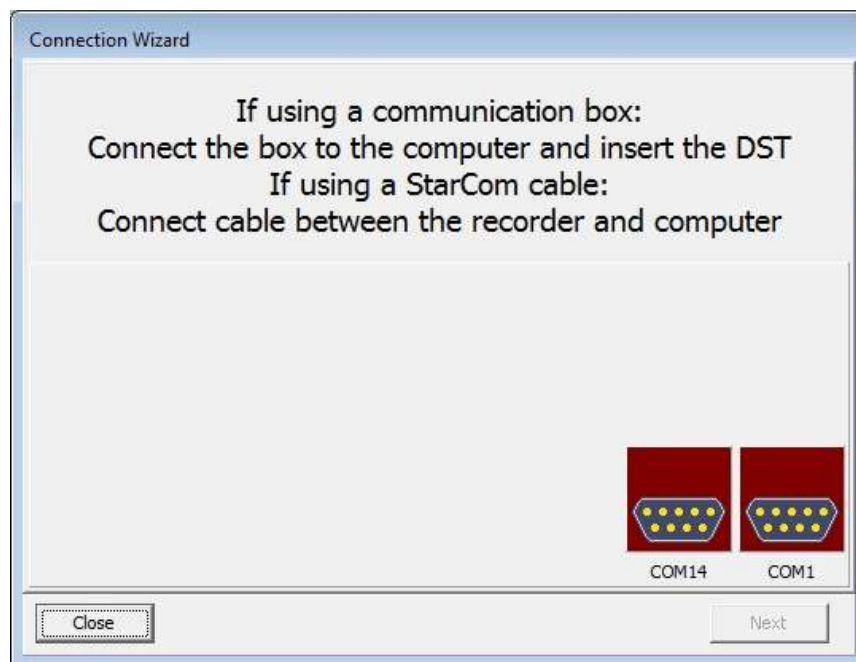 Connection Wizard
If using a communication box:
Connect the box to the computer and insert the DST
If using a StarCom cable:
Connect cable between the recorder and computer
COM14 COM1
Close Next